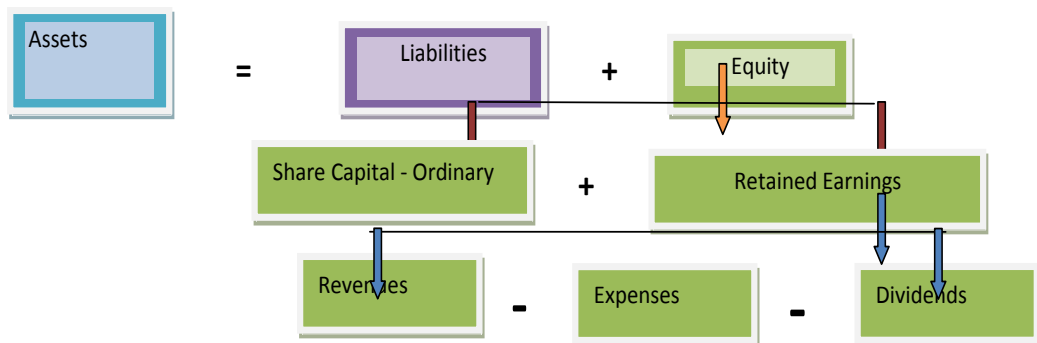 Assets = Liabilities + Equity
Share Capital - Ordinary + Retained Earnings
Revenues - Expenses - Dividends